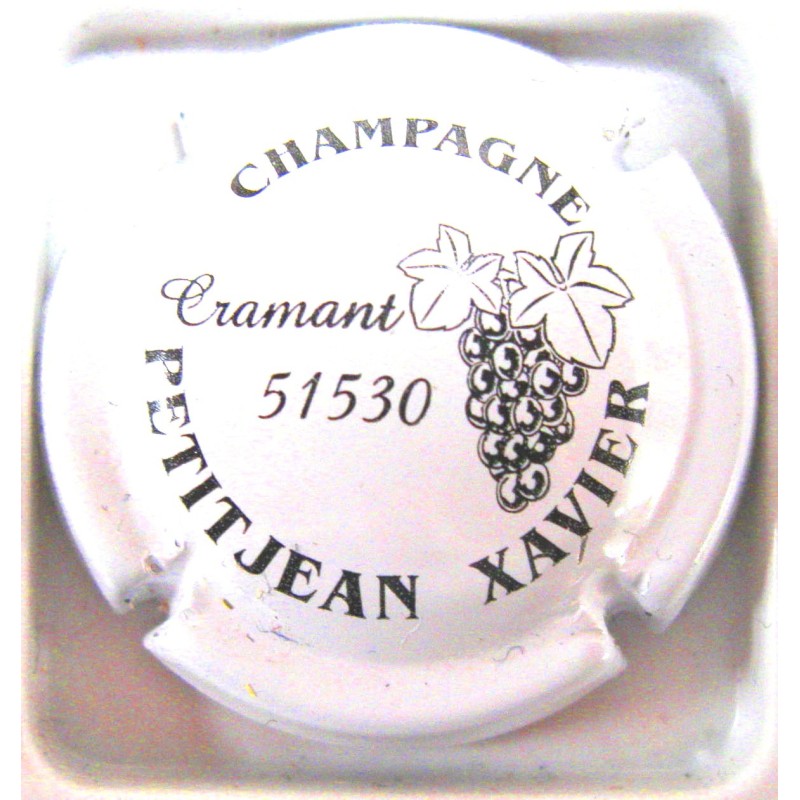 CHAMPAGNE
Cramant
51530
PETITJEAN XAVIER